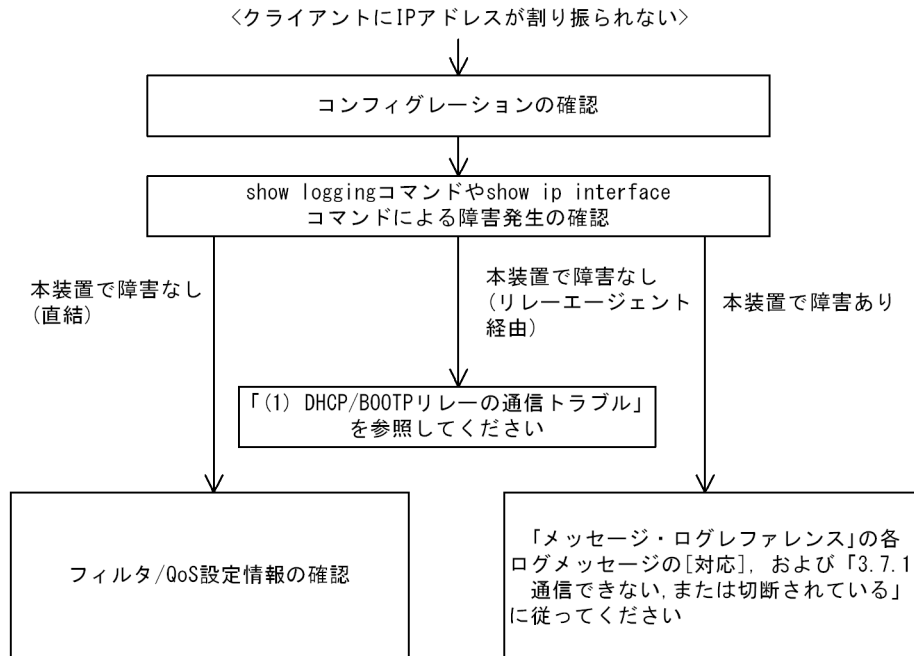 <クライアントにIPアドレスが割り振られない>
コンフィグレーションの確認
show loggingコマンドやshow ip interface
コマンドによる障害発生の確認
本装置で障害なし
(直結)
本装置で障害なし
(リレーエージェント
経由)
本装置で障害あり
「(1) DHCP/BOOTPリレーの通信トラブル」
を参照してください
フィルタ/QoS設定情報の確認
「メッセージ・ログレファレンス」の各
ログメッセージの[対応], および「3.7.1
通信できない,または切断されている」
に従ってください